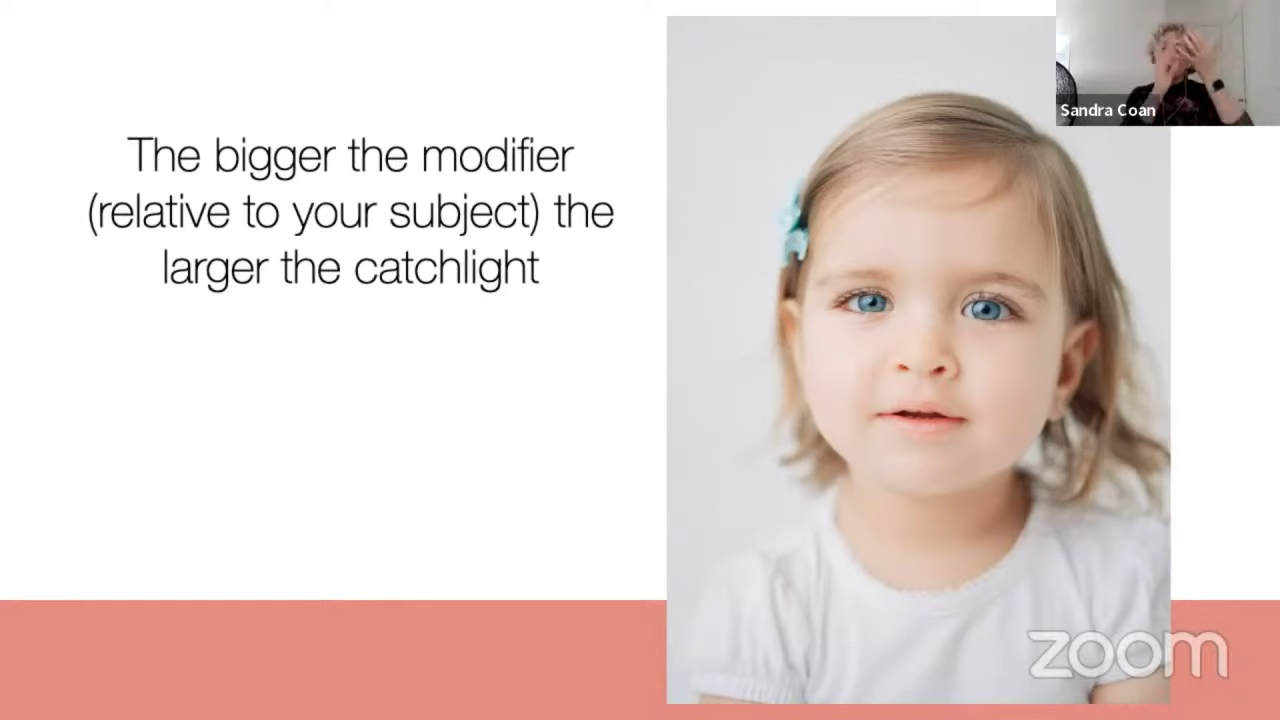 The bigger the modifier
(relative to your subject) the
larger the catchlight
Sandra Coan
zoom